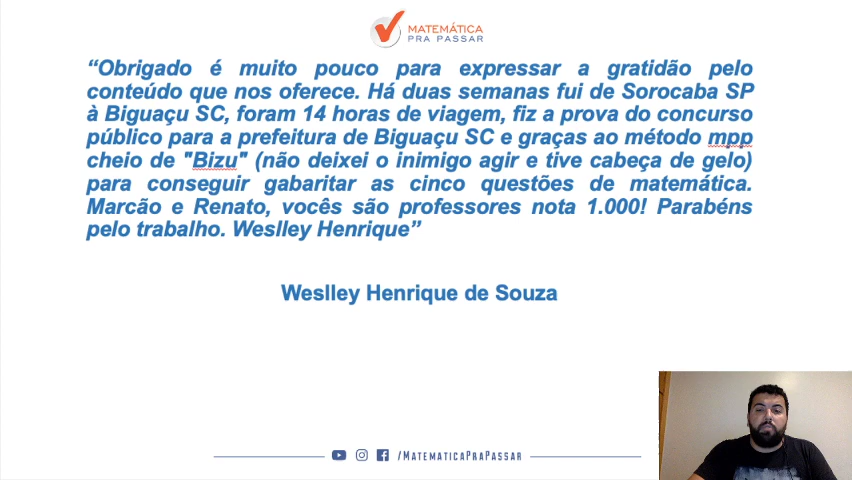 MATEMÁTICA
PRA PASSAR
“Obrigado é muito pouco para expressar a gratidão pelo
conteúdo que nos oferece. Há duas semanas fui de Sorocaba SP
à Biguaçu SC, foram 14 horas de viagem, fiz a prova do concurso
público para a prefeitura de Biguaçu SC e graças ao método mpp
cheio de "Bizu" (não deixei o inimigo agir e tive cabeça de gelo)
para conseguir gabaritar as cinco questões de matemática.
Marcão e Renato, vocês são professores nota 1.000! Parabéns
pelo trabalho. Weslley Henrique”
Weslley Henrique de Souza
/MatematicaPraPassar